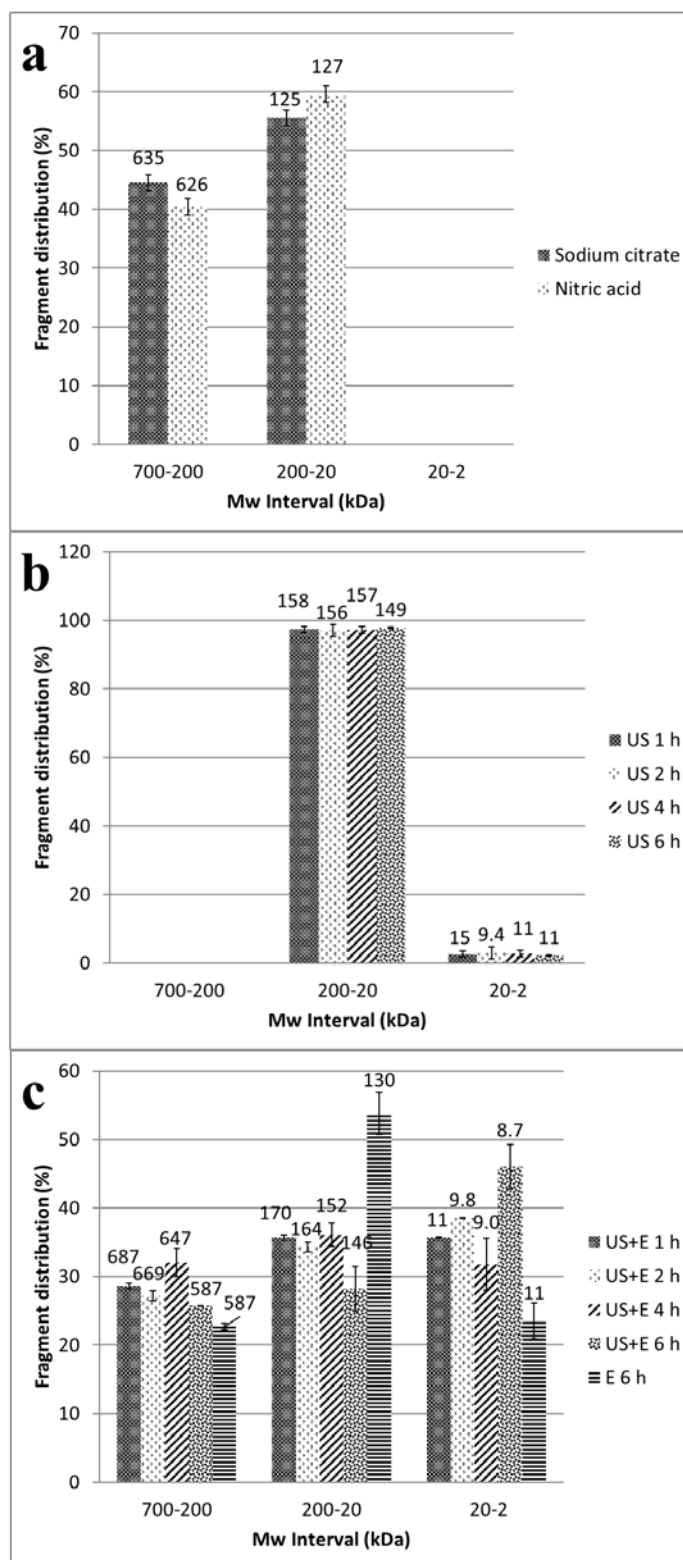 a
70
60
50
40
30
20
10
0
Fragment distribution (%)
635
626
125
127
700-200
200-20
20-2
Mw Interval (kDa)
Sodium citrate
Nitric acid
b
120
100
80
60
40
20
0
Fragment distribution (%)
158
156
157
149
15
9.4
11
11
700-200
200-20
20-2
Mw Interval (kDa)
US 1 h
US 2 h
US 4 h
US 6 h
c
60
50
40
30
20
10
0
Fragment distribution (%)
687
669
647
587
587
170
164
152
146
130
11
9.8
9.0
8.7
11
700-200
200-20
20-2
Mw Interval (kDa)
US+E 1 h
US+E 2 h
US+E 4 h
US+E 6 h
E 6 h